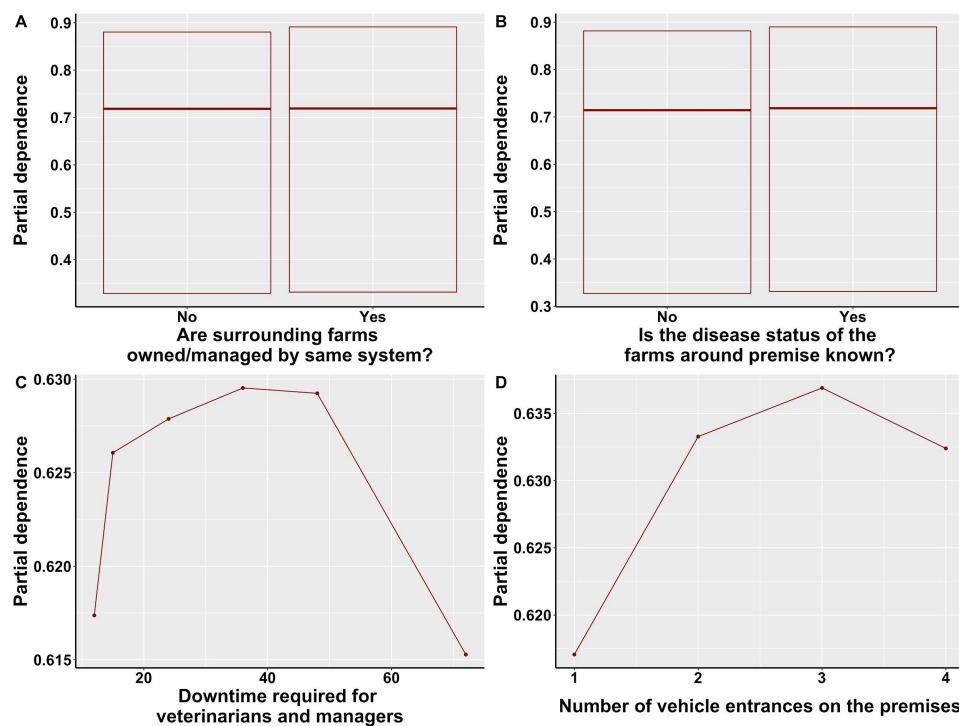 A
Partial dependence
0.9
0.8
0.7
0.6
0.5
0.4
No
Yes
Are surrounding farms
owned/managed by same system?
B
Partial dependence
0.9
0.8
0.7
0.6
0.5
0.4
0.3
No
Yes
Is the disease status of the
farms around premise known?
C
Partial dependence
0.630
0.625
0.620
0.615
20
40
60
Downtime required for
veterinarians and managers
D
Partial dependence
0.635
0.630
0.625
0.620
1
2
3
4
Number of vehicle entrances on the premises